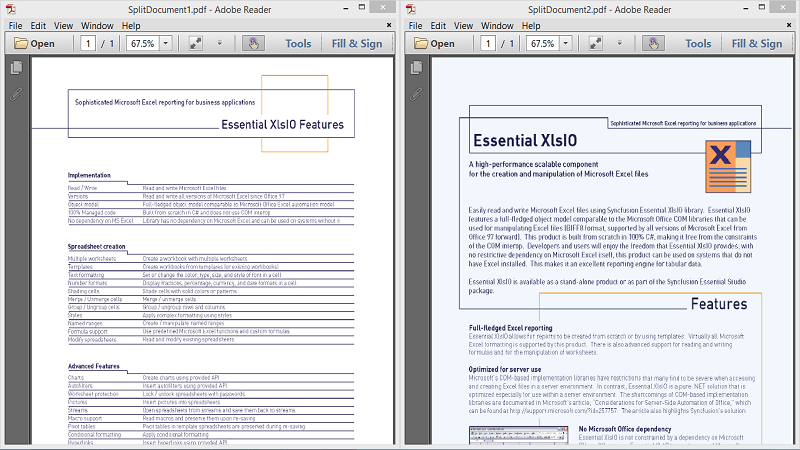 SplitDocument1.pdf - Adobe Reader
File Edit View Window Help
Open 1 / 1 67.5% Tools Fill & Sign
Sophisticated Microsoft Excel reporting for business applications
Essential XlsIO Features
Implementation
Read / Write Read and write Microsoft Excel files
Versions Read and write all versions of Microsoft Excel since Office 97
Object model Full-fledged object model comparable to Microsoft Office Excel automation model
100% Managed code Built from scratch in C# and does not use COM interop
No dependency on MS Excel Library has no dependency on Microsoft Excel and can be used on systems without it
Spreadsheet creation
Multiple worksheets Create a workbook with multiple worksheets
Templates Create workbooks from templates (or existing workbooks)
Text formatting Set or change the color, type, size, and style of font in a cell
Number formats Display fractions, percentage, currency, and date formats in a cell
Shading cells Shade cells with solid colors or patterns
Merge / Unmerge cells Merge / unmerge cells
Group / Ungroup cells Group / ungroup rows and columns
Styles Apply complex formatting using styles
Named ranges Create / manipulate named ranges
Formula support Use predefined Microsoft Excel functions and custom formulas
Modify spreadsheets Read and modify existing spreadsheets
Advanced Features
Charts Create charts using provided API
Autofilters Insert autofilters using provided API
Worksheet protection Lock / unlock spreadsheets with passwords
Pictures Insert pictures into spreadsheets
Streams Open spreadsheets from streams and save them back to streams
Macro support Read macros and preserve them upon re-saving
Pivot tables Pivot tables in template spreadsheets are preserved during re-saving
Conditional formatting Apply conditional formatting
Hyperlinks Insert hyperlinks using provided API
SplitDocument2.pdf - Adobe Reader
File Edit View Window Help
Open 1 / 1 67.5% Tools Fill & Sign
Sophisticated Microsoft Excel reporting for business applications
Essential XlsIO
A high-performance scalable component
for the creation and manipulation of Microsoft Excel files
X
Easily read and write Microsoft Excel files using Syncfusion Essential XlsIO library. Essential XlsIO
features a full-fledged object model comparable to the Microsoft Office COM libraries that can be
used for manipulating Excel files (BIFF8 format, supported by all versions of Microsoft Excel from
Office 97 forward). This product is built from scratch in 100% C#, making it free from the constraints
of the COM interop. Developers and users will enjoy the freedom that Essential XlsIO provides, with
no restrictive dependency on Microsoft Excel itself, this product can be used on systems that do not
have Excel installed. This makes it an excellent reporting engine for tabular data.
Essential XlsIO is available as a stand-alone product or as part of the Syncfusion Essential Studio
package.
Features
Full-fledged Excel reporting
Essential XlsIO allows for reports to be created from scratch or by using templates. Virtually all Microsoft
Excel formatting is supported by this product. There is also advanced support for reading and writing
formulas and for the manipulation of worksheets.
Optimized for server use
Microsoft's COM-based implementation libraries have restrictions that many find to be severe when accessing
and creating Excel files in a server environment. In contrast, Essential XlsIO is a pure .NET solution that is
optimized especially for use within a server environment. The shortcomings of COM-based implementation
libraries are documented in Microsoft's article, "Considerations for Server-Side Automation of Office," which
can be found at http://support.microsoft.com/?id=257757. The article also highlights Syncfusion's solution.
No Microsoft Office dependency
Essential XlsIO is not constrained by a dependency on Microsoft